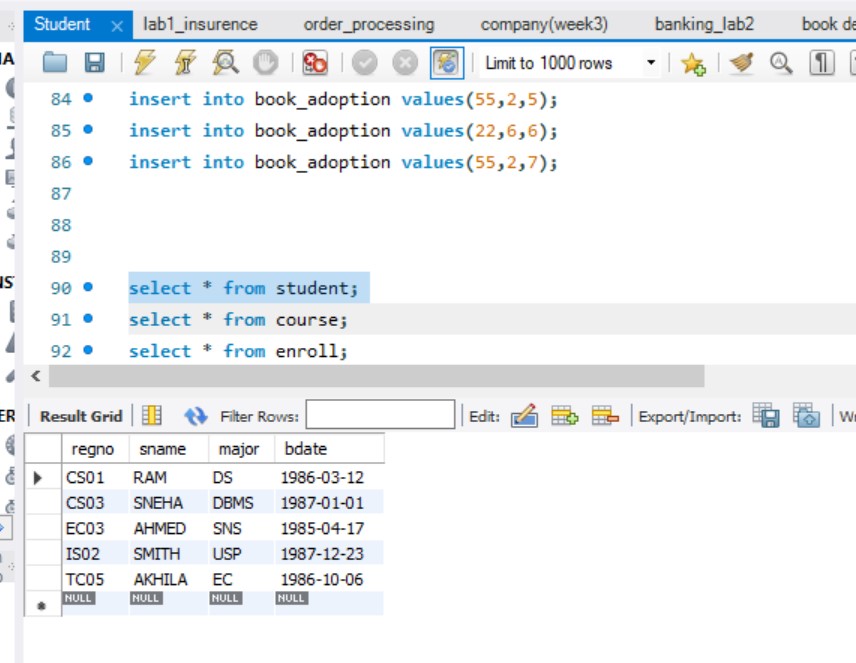 Student × lab1_insurence order_processing company(week3) banking_lab2 book de
Limit to 1000 rows
84 insert into book_adoption values(55,2,5);
85 insert into book_adoption values(22,6,6);
86 insert into book_adoption values(55,2,7);
87
88
89
90 select * from student;
91 select * from course;
92 select * from enroll;
Result Grid Filter Rows: Edit: Export/Import: Wr
regno sname major bdate
CS01 RAM DS 1986-03-12
CS03 SNEHA DBMS 1987-01-01
EC03 AHMED SNS 1985-04-17
IS02 SMITH USP 1987-12-23
TC05 AKHILA EC 1986-10-06
NULL NULL NULL NULL